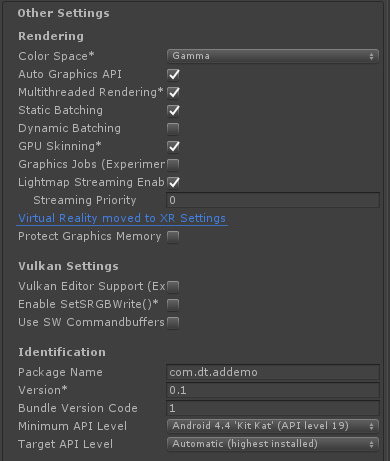 Other Settings
Rendering
Color Space* Gamma
Auto Graphics API
Multithreaded Rendering*
Static Batching
Dynamic Batching
GPU Skinning*
Graphics Jobs (Experimer
Lightmap Streaming Enab
Streaming Priority 0
Virtual Reality moved to XR Settings
Protect Graphics Memory
Vulkan Settings
Vulkan Editor Support (Ex
Enable SetSRGBWrite()*
Use SW Commandbuffers
Identification
Package Name com.dt.addemo
Version* 0.1
Bundle Version Code 1
Minimum API Level Android 4.4 'Kit Kat' (API level 19)
Target API Level Automatic (highest installed)